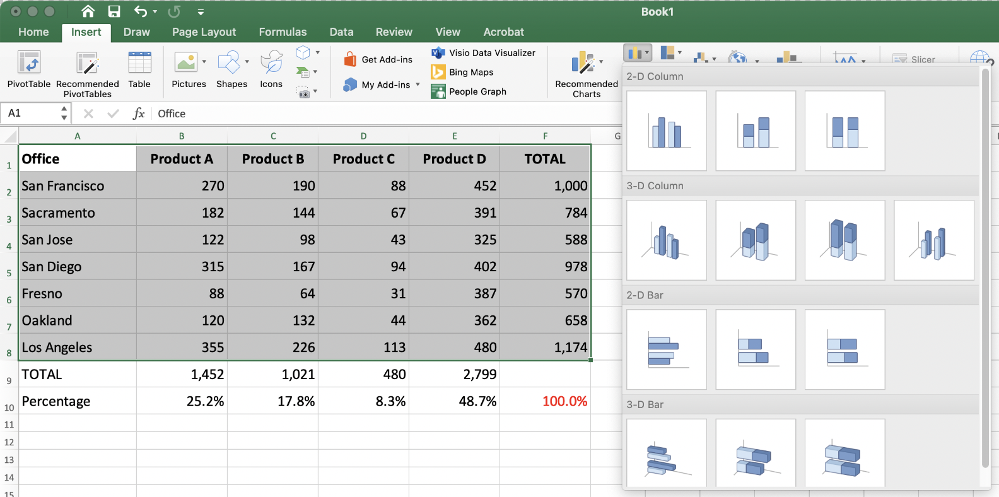 Book1
Home Insert Draw Page Layout Formulas Data Review View Acrobat
PivotTable
Recommended
PivotTables
Table
Pictures
Shapes
Icons
Get Add-ins
My Add-ins
Visio Data Visualizer
Bing Maps
People Graph
Recommended
Charts
Slicer
A1 fx Office
A B C D E F G
1 Office Product A Product B Product C Product D TOTAL
2 San Francisco 270 190 88 452 1,000
3 Sacramento 182 144 67 391 784
4 San Jose 122 98 43 325 588
5 San Diego 315 167 94 402 978
6 Fresno 88 64 31 387 570
7 Oakland 120 132 44 362 658
8 Los Angeles 355 226 113 480 1,174
9 TOTAL 1,452 1,021 480 2,799
10 Percentage 25.2% 17.8% 8.3% 48.7% 100.0%
11
12
13
14
15
2-D Column
3-D Column
2-D Bar
3-D Bar